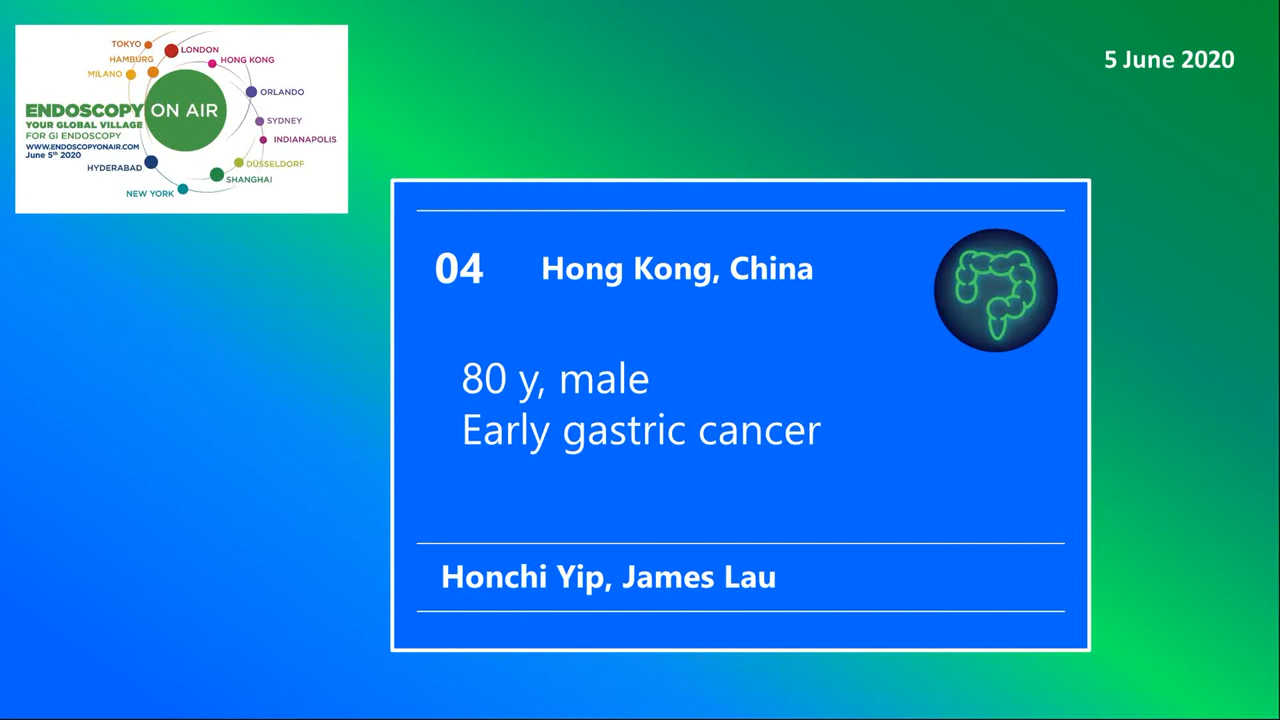 TOKYO
LONDON
HAMBURG
HONG KONG
MILANO
ORLANDO
ENDOSCOPY ON AIR
YOUR GLOBAL VILLAGE
SYDNEY
FOR GI ENDOSCOPY
INDIANAPOLIS
WWW.ENDOSCOPYONAIR.COM
June 5th 2020
HYDERABAD
DÜSSELDORF
SHANGHAI
NEW YORK
5 June 2020
04 Hong Kong, China
80 y, male
Early gastric cancer
Honchi Yip, James Lau